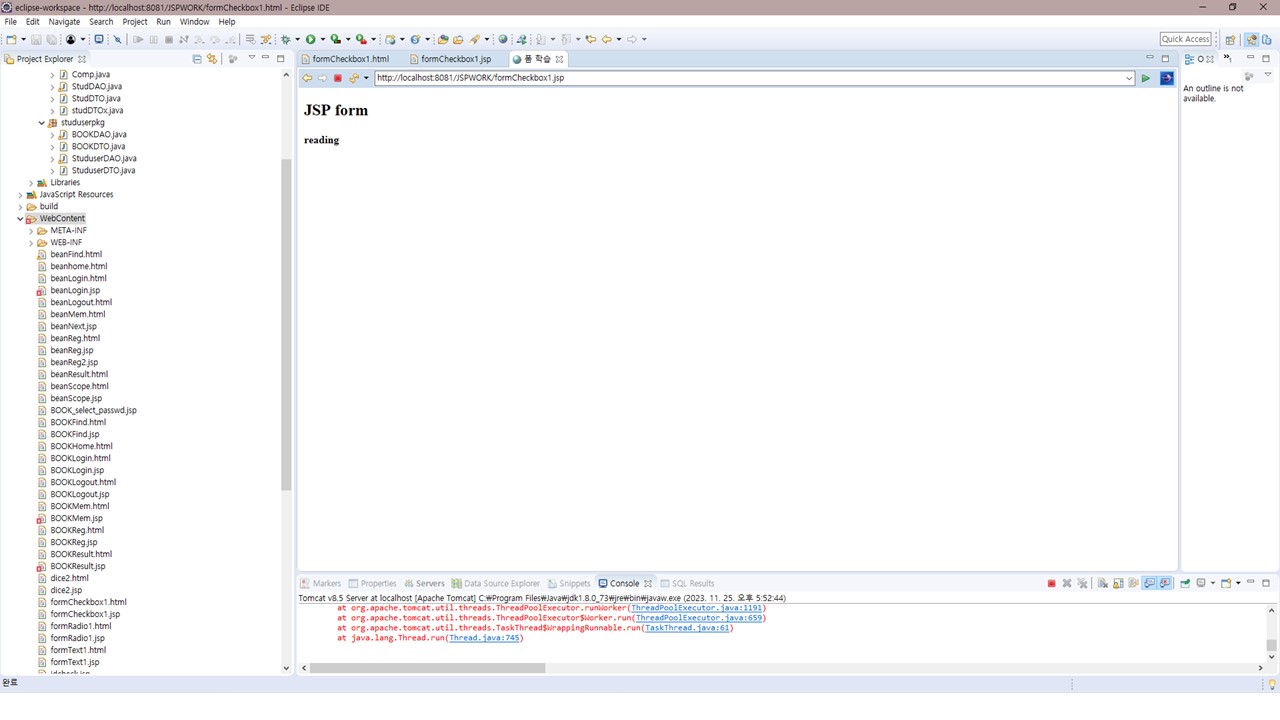 eclipse-workspace - http://localhost:8081/JSPWORK/formCheckbox1.html - Eclipse IDE
File Edit Navigate Search Project Run Window Help
Quick Access
Project Explorer
Comp.java
StudDAO.java
StudDTO.java
studDTOx.java
studuserpkg
BOOKDAO.java
BOOKDTO.java
StuduserDAO.java
StuduserDTO.java
Libraries
JavaScript Resources
build
WebContent
META-INF
WEB-INF
beanFind.html
beanhome.html
beanLogin.html
beanLogin.jsp
beanLogout.html
beanMem.html
beanNext.jsp
beanReg.html
beanReg.jsp
beanReg2.jsp
beanResult.html
beanScope.html
beanScope.jsp
BOOK_select_passwd.jsp
BOOKFind.html
BOOKFind.jsp
BOOKHome.html
BOOKLogin.html
BOOKLogin.jsp
BOOKLogout.html
BOOKLogout.jsp
BOOKMem.html
BOOKMem.jsp
BOOKReg.html
BOOKReg.jsp
BOOKResult.html
BOOKResult.jsp
dice2.html
dice2.jsp
formCheckbox1.html
formCheckbox1.jsp
formRadio1.html
formRadio1.jsp
formText1.html
formText1.jsp
idcheck.jsp
formCheckbox1.html formCheckbox1.jsp 폼 학습
http://localhost:8081/JSPWORK/formCheckbox1.jsp
JSP form
reading
An outline is not
available.
Markers Properties Servers Data Source Explorer Snippets Console SQL Results
Tomcat v8.5 Server at localhost [Apache Tomcat] C:₩Program Files₩Java₩jdk1.8.0_73₩jre₩bin₩javaw.exe (2023. 11. 25. 오후 5:52:44)
at org.apache.tomcat.util.threads.ThreadPoolExecutor.runWorker(ThreadPoolExecutor.java:1191)
at org.apache.tomcat.util.threads.ThreadPoolExecutor$Worker.run(ThreadPoolExecutor.java:659)
at org.apache.tomcat.util.threads.TaskThread$WrappingRunnable.run(TaskThread.java:61)
at java.lang.Thread.run(Thread.java:745)
완료